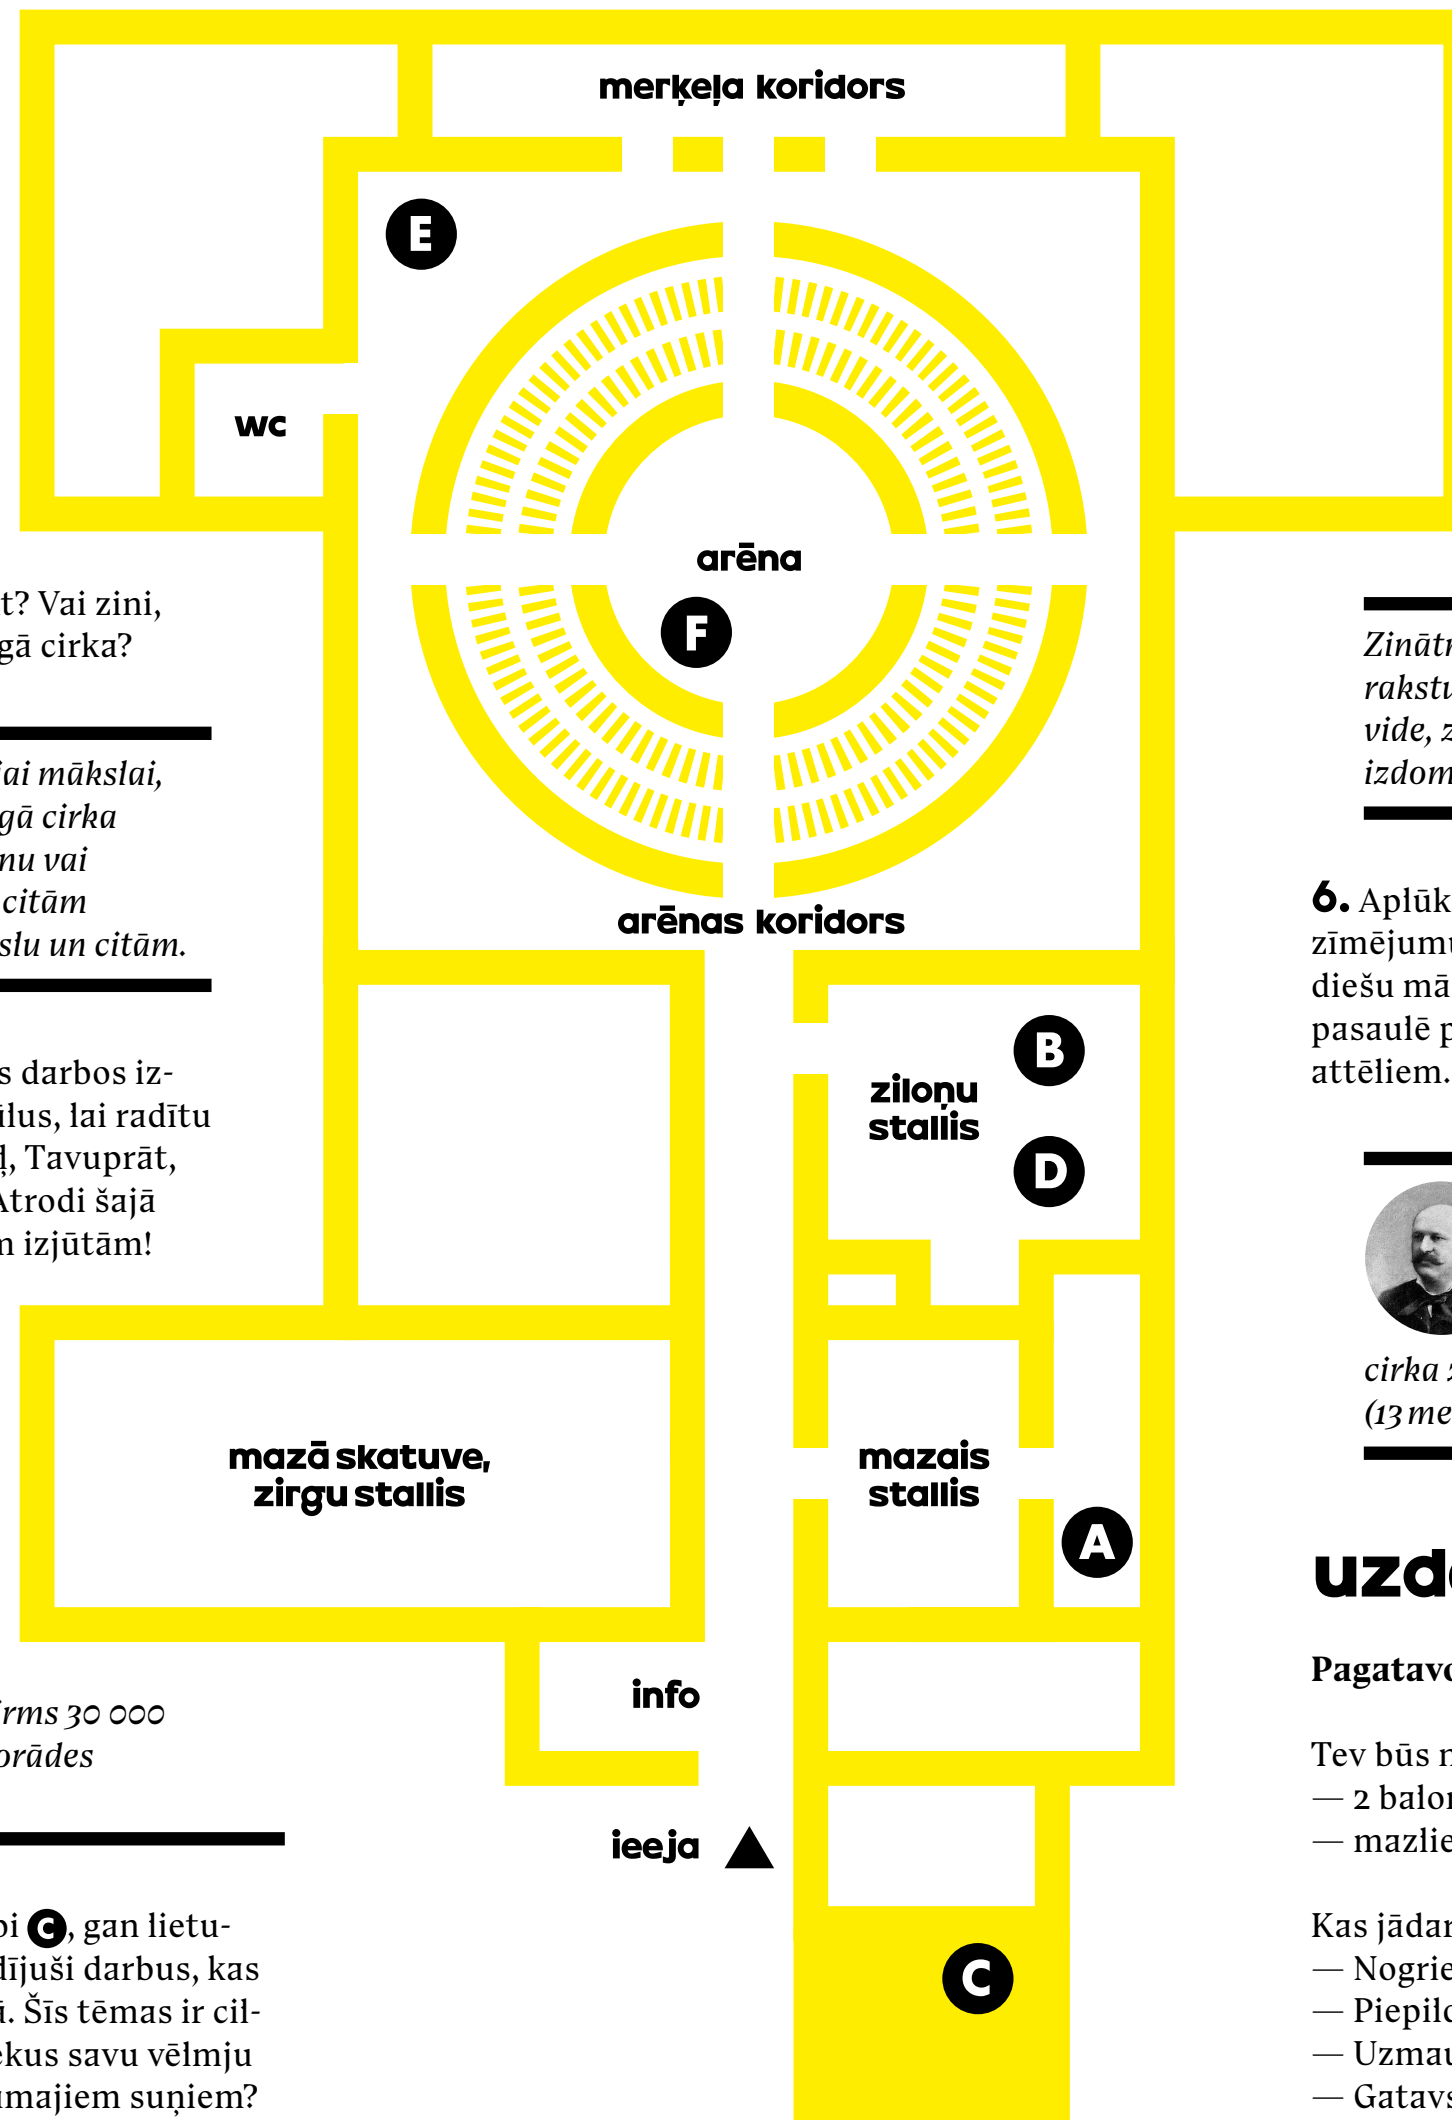 merķeļa koridors
E
wc
arēna
F
arēnas koridors
B
ziloņu
stallis
D
mazā skatuve,
zirgu stallis
mazais
stallis
A
info
ieeja
C
t? Vai zini,
gā cirka?
ai mākslai,
gā cirka
nu vai
citām
slu un citām.
s darbos iz-
ūlus, lai radītu
ļ, Tavuprāt,
Atrodi šajā
m izjūtām!
irms 30 000
orādes
pi C, gan lietu-
dījuši darbus, kas
ā. Šīs tēmas ir cil-
ekus savu vēlmju
umajiem suņiem?
Zinātn
rakstu
vide, z
izdom
6. Aplūk
zīmējumu
diešu mā
pasaulē p
attēliem.
cirka
(13 me
uzd
Pagatavo
Tev būs n
— 2 balon
— mazlie
Kas jādar
— Nogrie
— Piepild
— Uzmau
— Gatavs